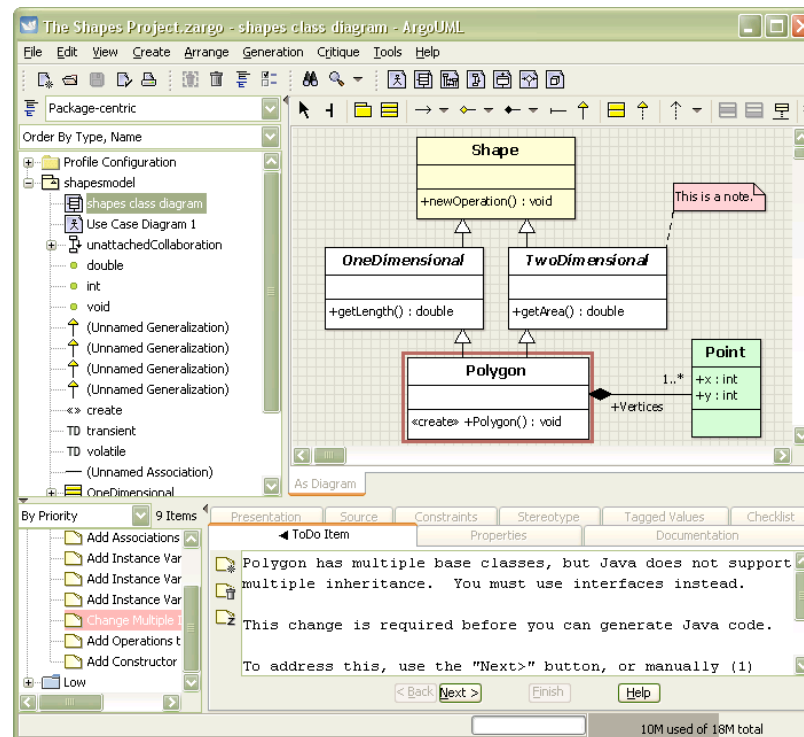 The Shapes Project.zargo - shapes class diagram - ArgoUML
File Edit View Create Arrange Generation Critique Tools Help
Package-centric
Order By Type, Name
Profile Configuration
shapesmodel
shapes class diagram
Use Case Diagram 1
unattachedCollaboration
double
int
void
(Unnamed Generalization)
(Unnamed Generalization)
(Unnamed Generalization)
(Unnamed Generalization)
«» create
TD transient
TD volatile
(Unnamed Association)
OneDimensional
Shape
+newOperation() : void
This is a note.
OneDimensional
+getLength() : double
TwoDimensional
+getArea() : double
Polygon
«create» +Polygon() : void
1..*
+Vertices
Point
+x : int
+y : int
As Diagram
By Priority 9 Items
Add Associations
Add Instance Var
Add Instance Var
Add Instance Var
Change Multiple I
Add Operations t
Add Constructor
Low
Presentation Source Constraints Stereotype Tagged Values Checklist
ToDo Item Properties Documentation
Polygon has multiple base classes, but Java does not support
multiple inheritance. You must use interfaces instead.
This change is required before you can generate Java code.
To address this, use the "Next>" button, or manually (1)
< Back Next > Finish Help
10M used of 18M total